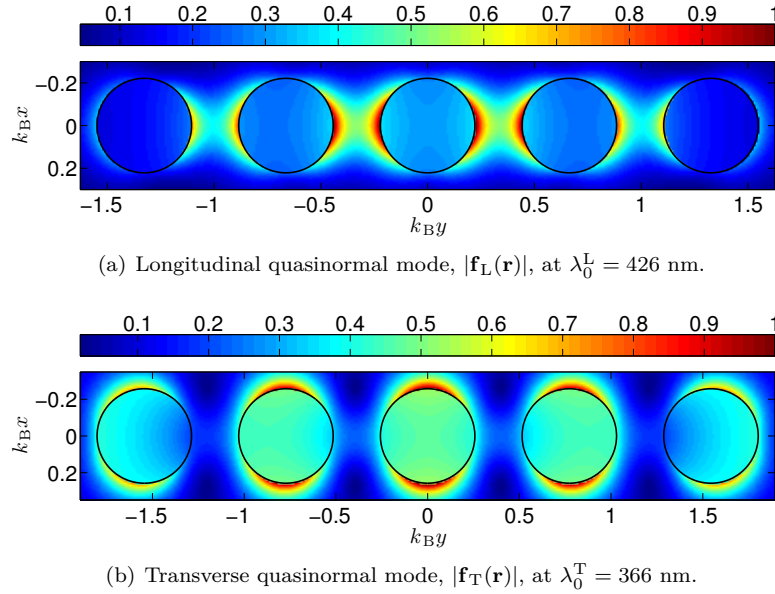 0.1 0.2 0.3 0.4 0.5 0.6 0.7 0.8 0.9 1
−0.2
0
0.2
k_B x
−1.5 −1 −0.5 0 0.5 1 1.5
k_B y
(a) Longitudinal quasinormal mode, |f_L(r)|, at λ_0^L = 426 nm.
0.1 0.2 0.3 0.4 0.5 0.6 0.7 0.8 0.9 1
−0.2
0
0.2
k_B x
−1.5 −1 −0.5 0 0.5 1 1.5
k_B y
(b) Transverse quasinormal mode, |f_T(r)|, at λ_0^T = 366 nm.